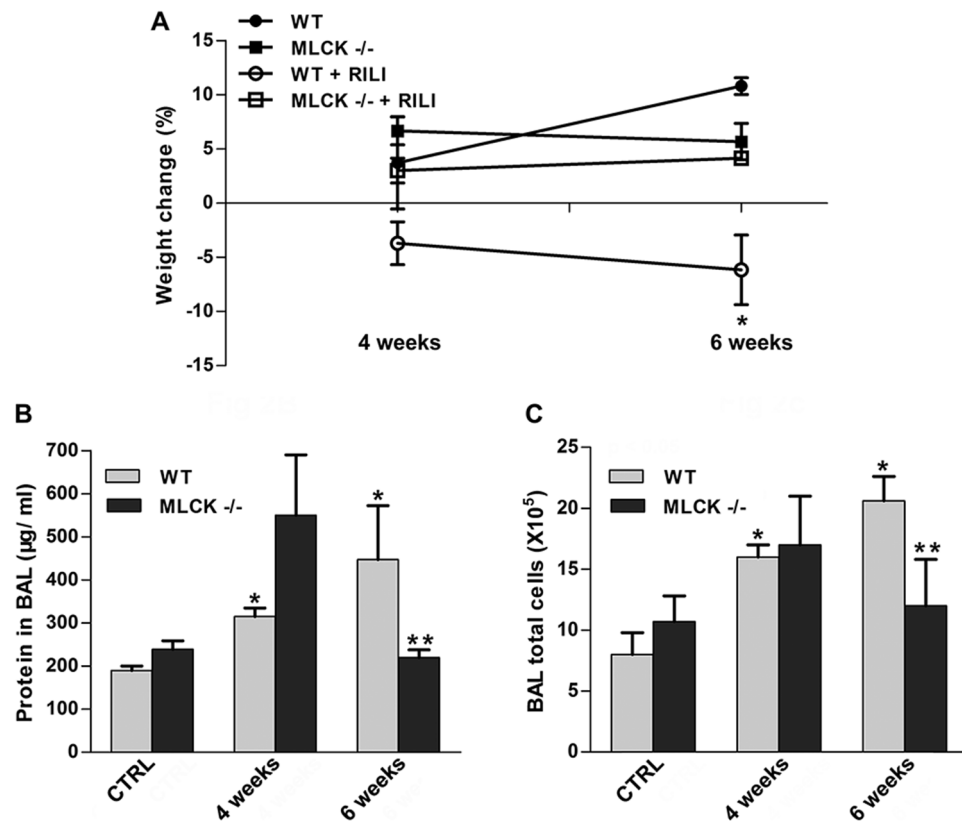 A
WT
MLCK -/-
WT + RILI
MLCK -/- + RILI
Weight change (%)
15
10
5
0
-5
-10
-15
*
4 weeks
6 weeks
B
Protein in BAL (µg/ ml)
700
600
500
400
300
200
100
0
WT
MLCK -/-
*
*
**
CTRL
4 weeks
6 weeks
C
BAL total cells (X10⁵)
25
20
15
10
5
0
WT
MLCK -/-
*
*
**
CTRL
4 weeks
6 weeks